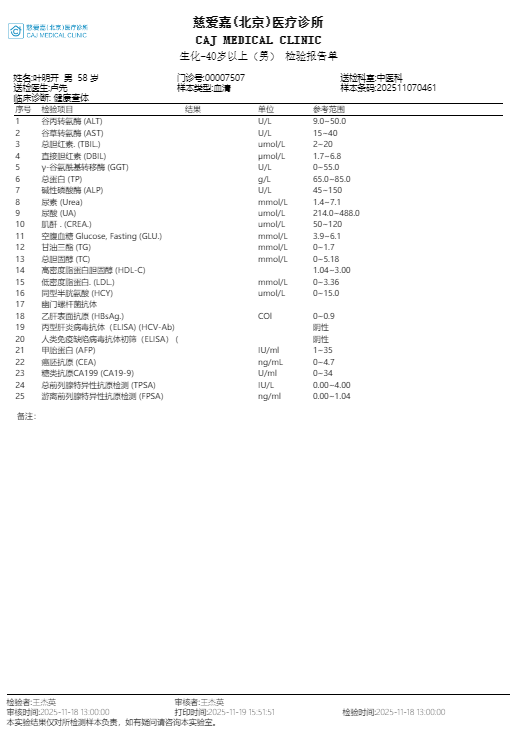 慈爱嘉(北京)医疗诊所
CAJ MEDICAL CLINIC
慈爱嘉(北京)医疗诊所
CAJ MEDICAL CLINIC
生化-40岁以上（男） 检验报告单
姓名:叶明开 男 58 岁 门诊号:00007507 送检科室:中医科
送检医生:卢先 样本类型:血清 样本条码:202511070461
临床诊断: 健康查体
序号 检验项目 结果 单位 参考范围
1 谷丙转氨酶 (ALT) U/L 9.0~50.0
2 谷草转氨酶 (AST) U/L 15~40
3 总胆红素. (TBIL.) umol/L 2~20
4 直接胆红素 (DBIL) μmol/L 1.7~6.8
5 γ-谷氨酰基转移酶 (GGT) U/L 0~55.0
6 总蛋白 (TP) g/L 65.0~85.0
7 碱性磷酸酶 (ALP) U/L 45~150
8 尿素 (Urea) mmol/L 1.4~7.1
9 尿酸 (UA) umol/L 214.0~488.0
10 肌酐 . (CREA.) umol/L 50~120
11 空腹血糖 Glucose, Fasting (GLU.) mmol/L 3.9~6.1
12 甘油三酯 (TG) mmol/L 0~1.7
13 总胆固醇 (TC) mmol/L 0~5.18
14 高密度脂蛋白胆固醇 (HDL-C) 1.04~3.00
15 低密度脂蛋白. (LDL.) mmol/L 0~3.36
16 同型半胱氨酸 (HCY) umol/L 0~15.0
17 幽门螺杆菌抗体
18 乙肝表面抗原 (HBsAg.) COI 0~0.9
19 丙型肝炎病毒抗体（ELISA) (HCV-Ab) 阴性
20 人类免疫缺陷病毒抗体初筛（ELISA） ( 阴性
21 甲胎蛋白 (AFP) IU/ml 1~35
22 癌胚抗原 (CEA) ng/mL 0~4.7
23 糖类抗原CA199 (CA19-9) U/ml 0~34
24 总前列腺特异性抗原检测 (TPSA) IU/L 0.00~4.00
25 游离前列腺特异性抗原检测 (FPSA) ng/ml 0.00~1.04
备注:
检验者:王杰英 审核者:王杰英
审核时间:2025-11-18 13:00:00 打印时间:2025-11-19 15:51:51 检验时间:2025-11-18 13:00:00
本实验结果仅对所检测样本负责，如有疑问请咨询本实验室。